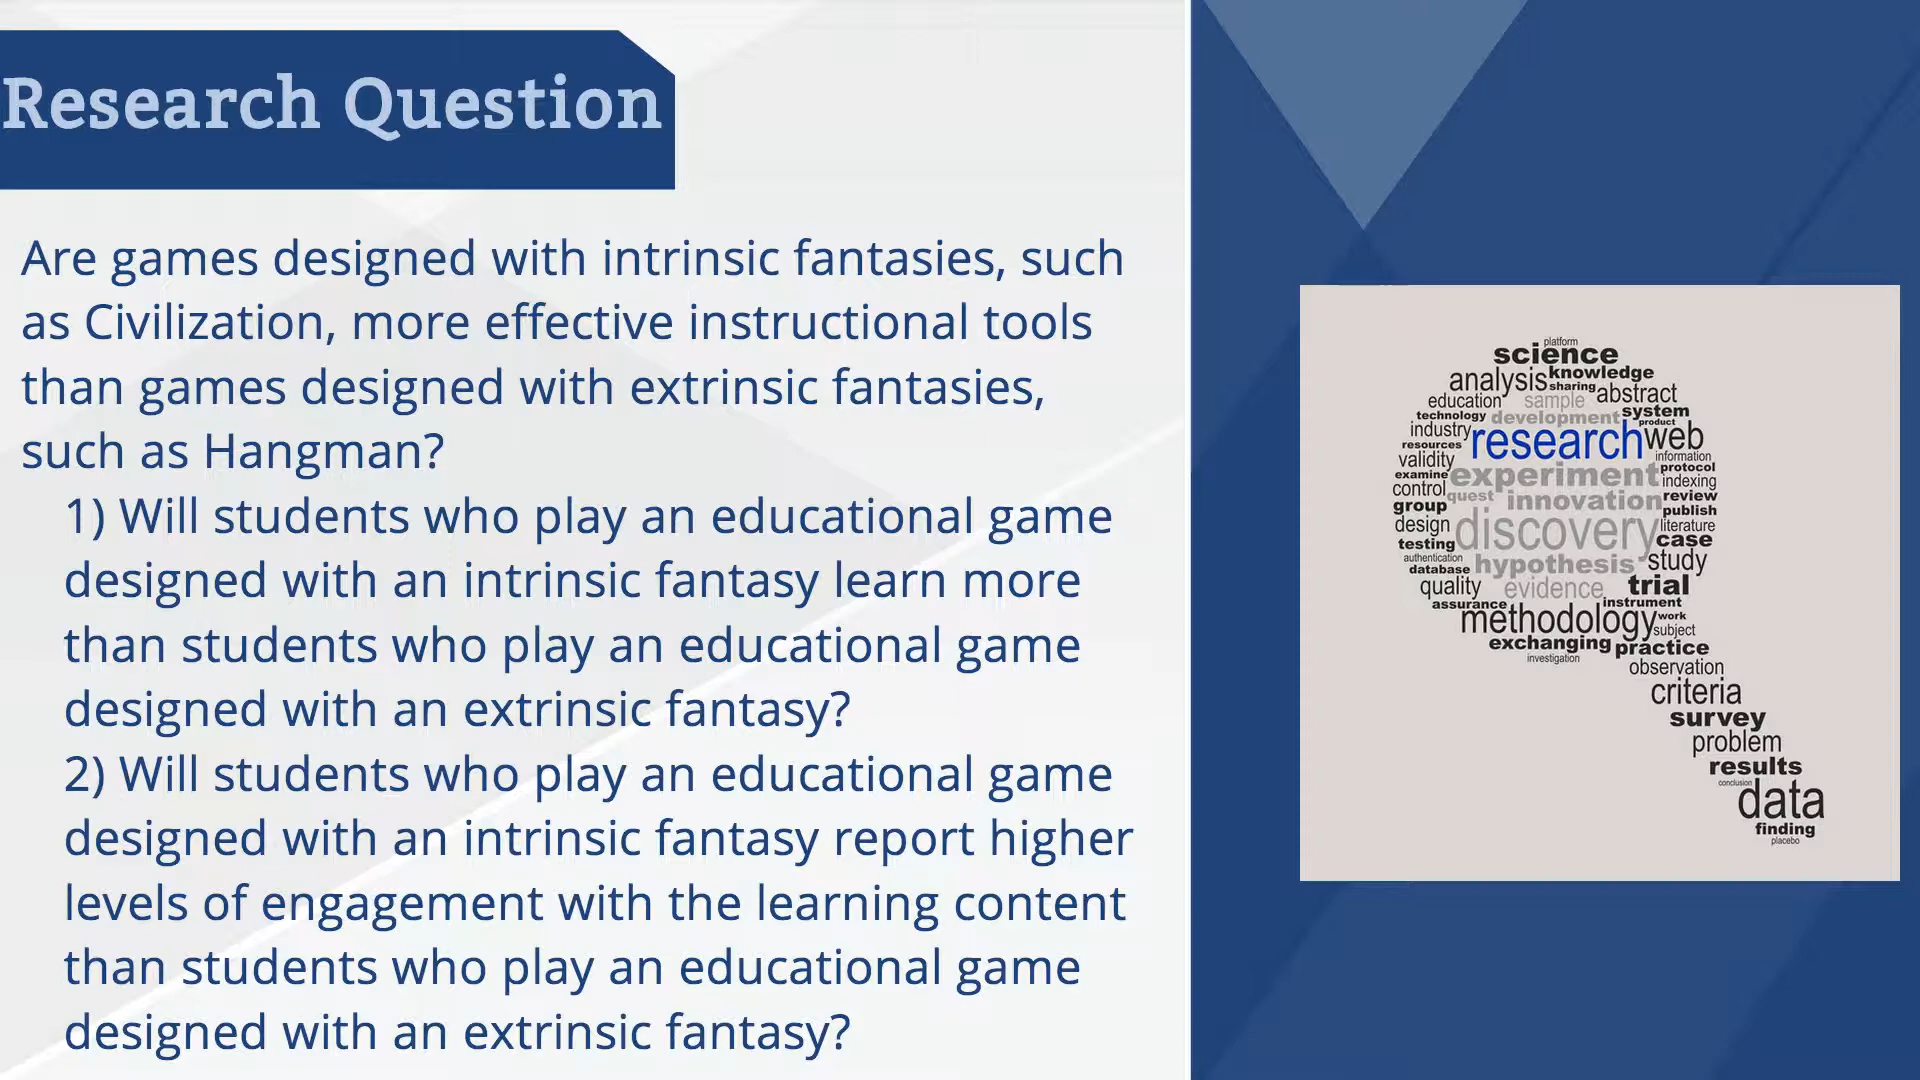 Research Question
Are games designed with intrinsic fantasies, such
as Civilization, more effective instructional tools
than games designed with extrinsic fantasies,
such as Hangman?
1) Will students who play an educational game
designed with an intrinsic fantasy learn more
than students who play an educational game
designed with an extrinsic fantasy?
2) Will students who play an educational game
designed with an intrinsic fantasy report higher
levels of engagement with the learning content
than students who play an educational game
designed with an extrinsic fantasy?
platform
science
analysis knowledge
sharing
education sample abstract
technology development system
product
industry research web
resources
validity information
examine experiment protocol
control quest indexing
group innovation review
publish
design discovery literature
testing case
authentication
database hypothesis study
quality evidence trial
assurance instrument
methodology work
subject
exchanging practice
investigation
observation
criteria
survey
problem
results
conclusion
data
finding
placebo